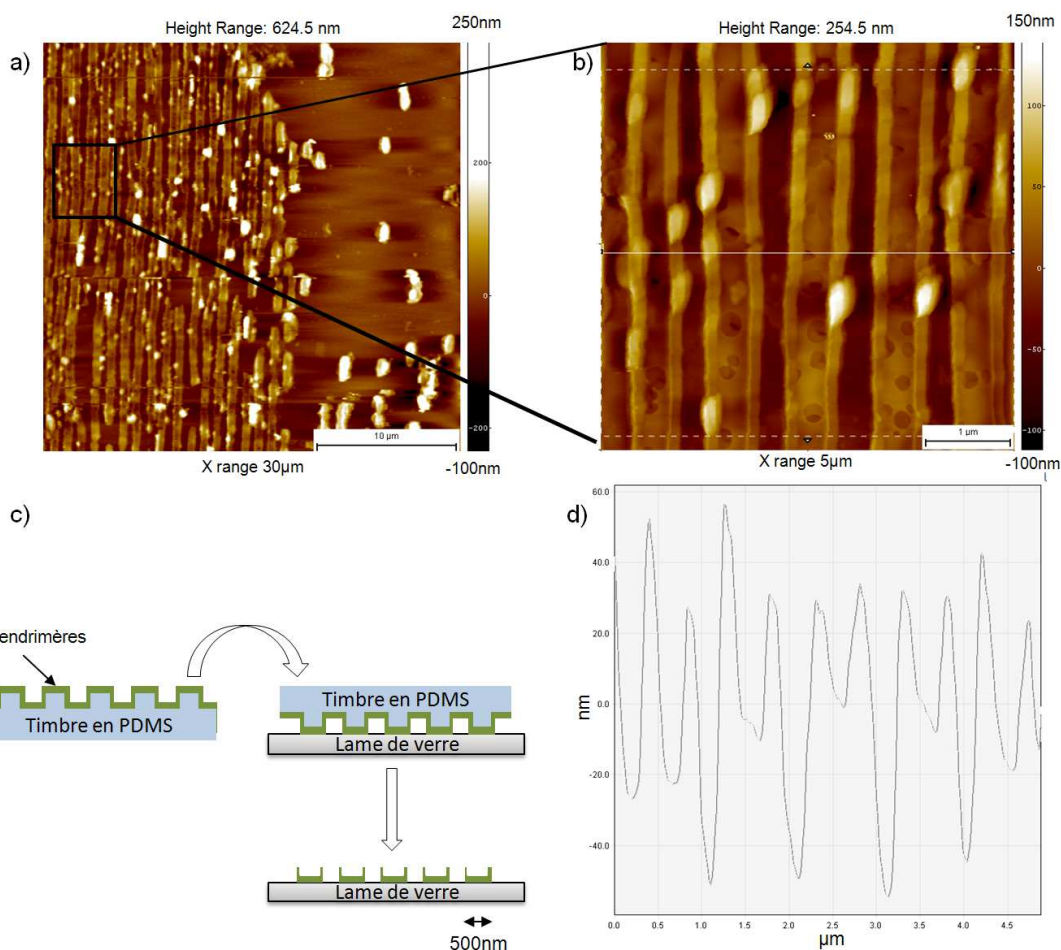 Height Range: 624.5 nm
250nm
a)
200
0
-200
10 µm
X range 30µm
-100nm
Height Range: 254.5 nm
150nm
b)
100
50
0
-50
-100
1 µm
X range 5µm
-100nm
c)
endrimères
Timbre en PDMS
Timbre en PDMS
Lame de verre
Lame de verre
500nm
d)
60.0
40.0
20.0
0.0
-20.0
-40.0
nm
0.0 0.5 1.0 1.5 2.0 2.5 3.0 3.5 4.0 4.5
µm